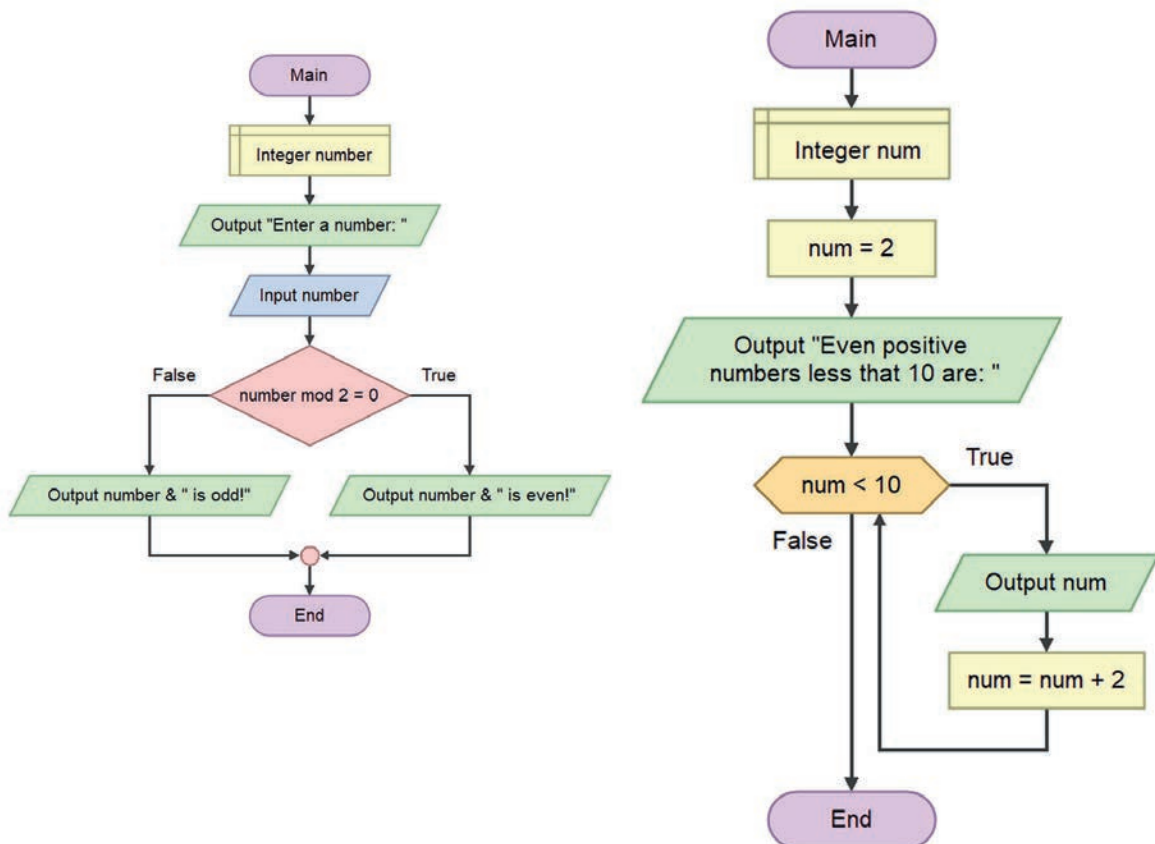 Main
Integer number
Output "Enter a number: "
Input number
False
True
number mod 2 = 0
Output number & " is odd!"
Output number & " is even!"
End
Main
Integer num
num = 2
Output "Even positive
numbers less that 10 are: "
num < 10
True
False
Output num
num = num + 2
End